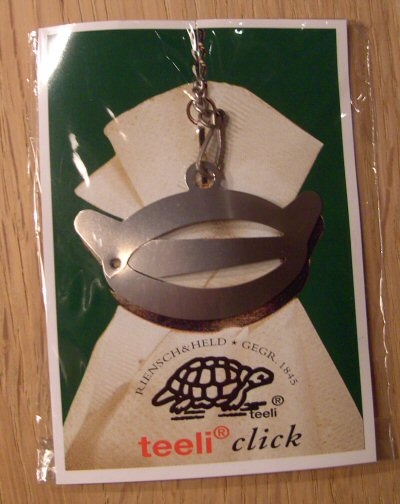 RIENSCH&HELD * GEGR. 1845
®
teeli
teeli® click